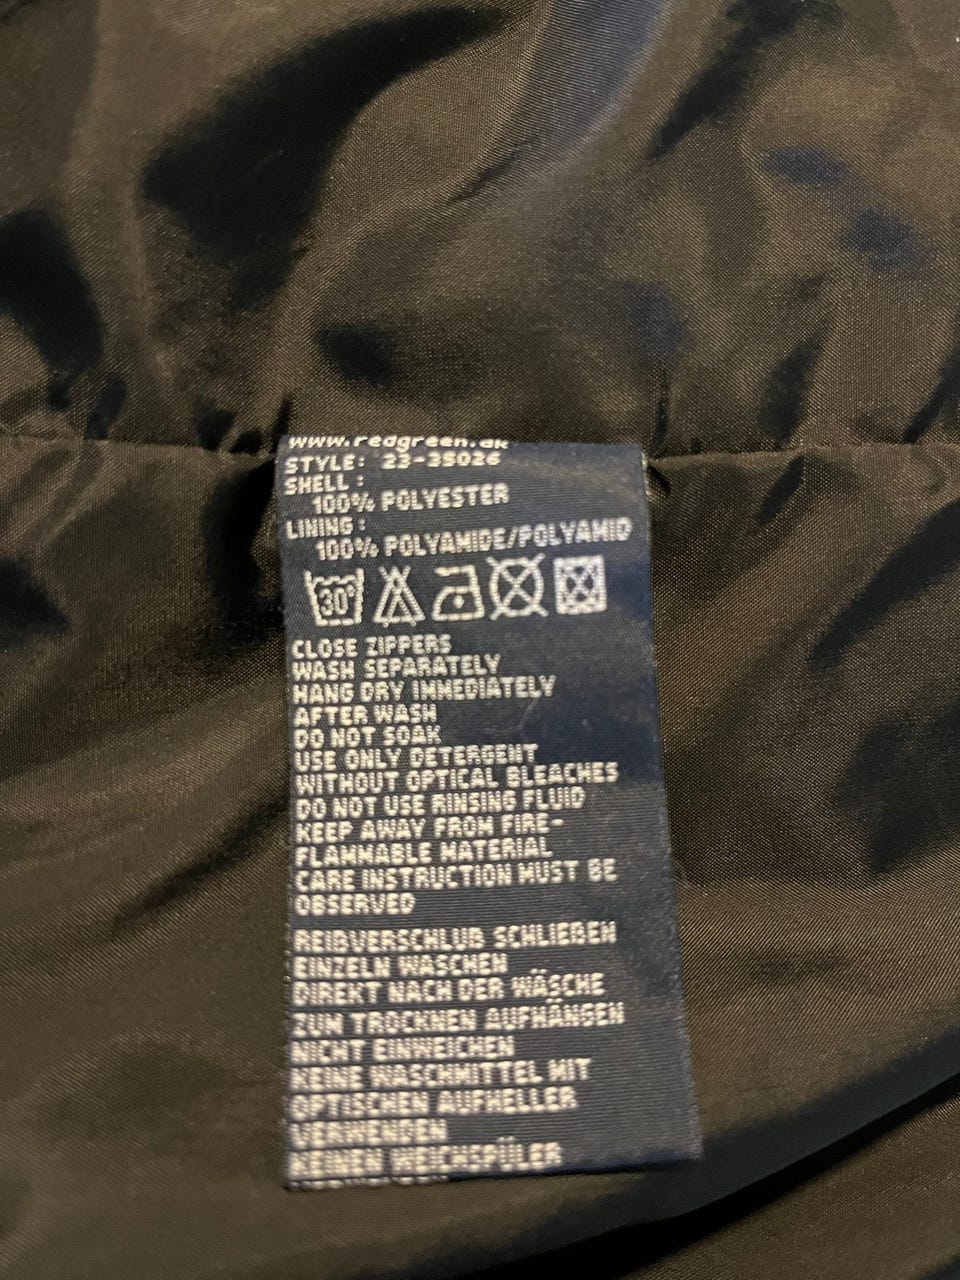 www.redgreen.dk
STYLE: 23-35026
SHELL:
100% POLYESTER
LINING:
100% POLYAMIDE/POLYAMID
30°
CLOSE ZIPPERS
WASH SEPARATELY
HANG DRY IMMEDIATELY
AFTER WASH
DO NOT SOAK
USE ONLY DETERGENT
WITHOUT OPTICAL BLEACHES
DO NOT USE RINSING FLUID
KEEP AWAY FROM FIRE-
FLAMMABLE MATERIAL
CARE INSTRUCTION MUST BE
OBSERVED
REIßVERSCHLUß SCHLIEßEN
EINZELN WASCHEN
DIREKT NACH DER WÄSCHE
ZUM TROCKNEN AUFHÄNGEN
NICHT EINWEICHEN
KEINE WASCHMITTEL MIT
OPTISCHEN AUFHELLER
VERWENDEN
KEINEN WEICHSPÜLER